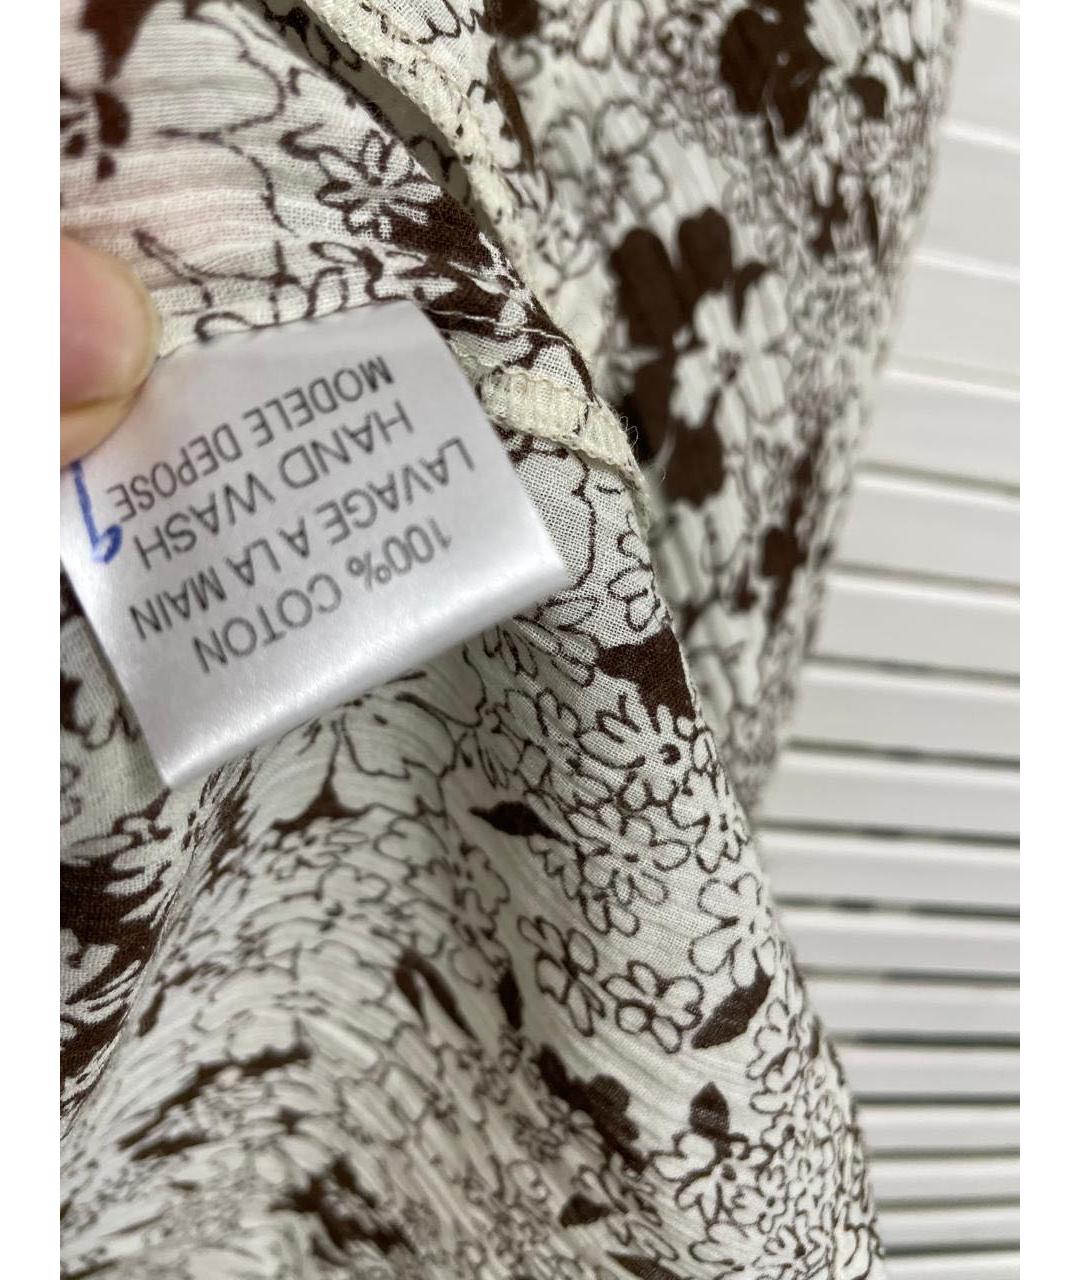 100% COTON
LAVAGE A LA MAIN
HAND WASH
MODELE DEPOSE